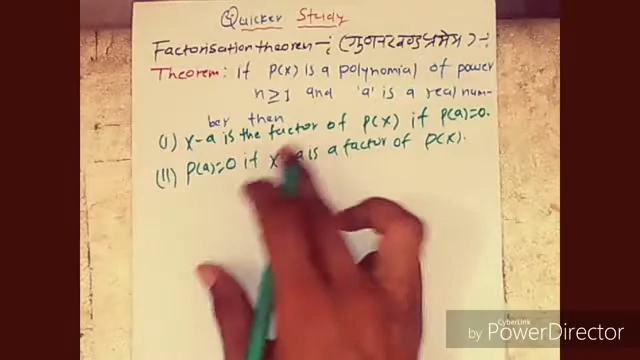 Quicker Study
Factorisation theorem -: (गुणनखण्ड प्रमेय) -:
Theorem: if P(x) is a polynomial of power
n≥1 and 'a' is a real num-
ber then
(I) x-a is the factor of P(x) if P(a)=0.
(II) P(a)=0 if x-a is a factor of P(x).
by CyberLink PowerDirector